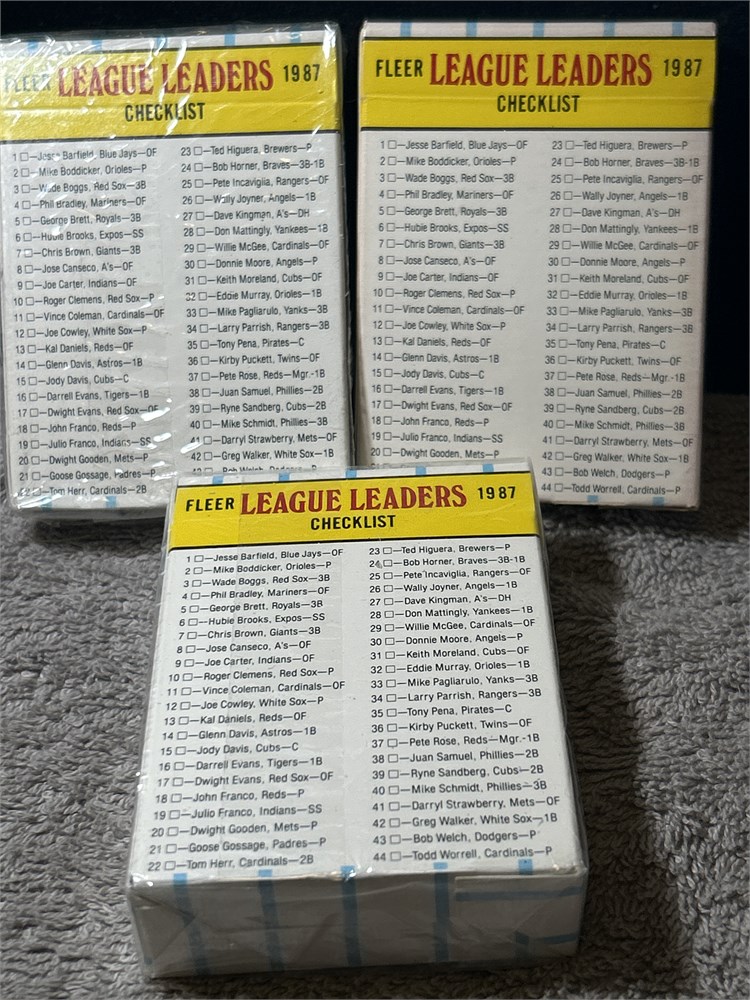 FLEER LEAGUE LEADERS 1987
CHECKLIST
1 □—Jesse Barfield, Blue Jays—OF
2 □—Mike Boddicker, Orioles—P
3 □—Wade Boggs, Red Sox—3B
4 □—Phil Bradley, Mariners—OF
5 □—George Brett, Royals—3B
6 □—Hubie Brooks, Expos—SS
7 □—Chris Brown, Giants—3B
8 □—Jose Canseco, A's—OF
9 □—Joe Carter, Indians—OF
10 □—Roger Clemens, Red Sox—P
11 □—Vince Coleman, Cardinals—OF
12 □—Joe Cowley, White Sox—P
13 □—Kal Daniels, Reds—OF
14 □—Glenn Davis, Astros—1B
15 □—Jody Davis, Cubs—C
16 □—Darrell Evans, Tigers—1B
17 □—Dwight Evans, Red Sox—OF
18 □—John Franco, Reds—P
19 □—Julio Franco, Indians—SS
20 □—Dwight Gooden, Mets—P
21 □—Goose Gossage, Padres—P
22 □—Tom Herr, Cardinals—2B
23 □—Ted Higuera, Brewers—P
24 □—Bob Horner, Braves—3B-1B
25 □—Pete Incaviglia, Rangers—OF
26 □—Wally Joyner, Angels—1B
27 □—Dave Kingman, A's—DH
28 □—Don Mattingly, Yankees—1B
29 □—Willie McGee, Cardinals—OF
30 □—Donnie Moore, Angels—P
31 □—Keith Moreland, Cubs—OF
32 □—Eddie Murray, Orioles—1B
33 □—Mike Pagliarulo, Yanks—3B
34 □—Larry Parrish, Rangers—3B
35 □—Tony Pena, Pirates—C
36 □—Kirby Puckett, Twins—OF
37 □—Pete Rose, Reds—Mgr.-1B
38 □—Juan Samuel, Phillies—2B
39 □—Ryne Sandberg, Cubs—2B
40 □—Mike Schmidt, Phillies—3B
41 □—Darryl Strawberry, Mets—OF
42 □—Greg Walker, White Sox—1B
43 □—Bob Welch, Dodgers—P
FLEER LEAGUE LEADERS 1987
CHECKLIST
1 □—Jesse Barfield, Blue Jays—OF
2 □—Mike Boddicker, Orioles—P
3 □—Wade Boggs, Red Sox—3B
4 □—Phil Bradley, Mariners—OF
5 □—George Brett, Royals—3B
6 □—Hubie Brooks, Expos—SS
7 □—Chris Brown, Giants—3B
8 □—Jose Canseco, A's—OF
9 □—Joe Carter, Indians—OF
10 □—Roger Clemens, Red Sox—P
11 □—Vince Coleman, Cardinals—OF
12 □—Joe Cowley, White Sox—P
13 □—Kal Daniels, Reds—OF
14 □—Glenn Davis, Astros—1B
15 □—Jody Davis, Cubs—C
16 □—Darrell Evans, Tigers—1B
17 □—Dwight Evans, Red Sox—OF
18 □—John Franco, Reds—P
19 □—Julio Franco, Indians—SS
20 □—Dwight Gooden, Mets—P
23 □—Ted Higuera, Brewers—P
24 □—Bob Horner, Braves—3B-1B
25 □—Pete Incaviglia, Rangers—OF
26 □—Wally Joyner, Angels—1B
27 □—Dave Kingman, A's—DH
28 □—Don Mattingly, Yankees—1B
29 □—Willie McGee, Cardinals—OF
30 □—Donnie Moore, Angels—P
31 □—Keith Moreland, Cubs—OF
32 □—Eddie Murray, Orioles—1B
33 □—Mike Pagliarulo, Yanks—3B
34 □—Larry Parrish, Rangers—3B
35 □—Tony Pena, Pirates—C
36 □—Kirby Puckett, Twins—OF
37 □—Pete Rose, Reds—Mgr.-1B
38 □—Juan Samuel, Phillies—2B
39 □—Ryne Sandberg, Cubs—2B
40 □—Mike Schmidt, Phillies—3B
41 □—Darryl Strawberry, Mets—OF
42 □—Greg Walker, White Sox—1B
43 □—Bob Welch, Dodgers—P
44 □—Todd Worrell, Cardinals—P
FLEER LEAGUE LEADERS 1987
CHECKLIST
1 □—Jesse Barfield, Blue Jays—OF
2 □—Mike Boddicker, Orioles—P
3 □—Wade Boggs, Red Sox—3B
4 □—Phil Bradley, Mariners—OF
5 □—George Brett, Royals—3B
6 □—Hubie Brooks, Expos—SS
7 □—Chris Brown, Giants—3B
8 □—Jose Canseco, A's—OF
9 □—Joe Carter, Indians—OF
10 □—Roger Clemens, Red Sox—P
11 □—Vince Coleman, Cardinals—OF
12 □—Joe Cowley, White Sox—P
13 □—Kal Daniels, Reds—OF
14 □—Glenn Davis, Astros—1B
15 □—Jody Davis, Cubs—C
16 □—Darrell Evans, Tigers—1B
17 □—Dwight Evans, Red Sox—OF
18 □—John Franco, Reds—P
19 □—Julio Franco, Indians—SS
20 □—Dwight Gooden, Mets—P
21 □—Goose Gossage, Padres—P
22 □—Tom Herr, Cardinals—2B
23 □—Ted Higuera, Brewers—P
24 □—Bob Horner, Braves—3B-1B
25 □—Pete Incaviglia, Rangers—OF
26 □—Wally Joyner, Angels—1B
27 □—Dave Kingman, A's—DH
28 □—Don Mattingly, Yankees—1B
29 □—Willie McGee, Cardinals—OF
30 □—Donnie Moore, Angels—P
31 □—Keith Moreland, Cubs—OF
32 □—Eddie Murray, Orioles—1B
33 □—Mike Pagliarulo, Yanks—3B
34 □—Larry Parrish, Rangers—3B
35 □—Tony Pena, Pirates—C
36 □—Kirby Puckett, Twins—OF
37 □—Pete Rose, Reds—Mgr.-1B
38 □—Juan Samuel, Phillies—2B
39 □—Ryne Sandberg, Cubs—2B
40 □—Mike Schmidt, Phillies—3B
41 □—Darryl Strawberry, Mets—OF
42 □—Greg Walker, White Sox—1B
43 □—Bob Welch, Dodgers—P
44 □—Todd Worrell, Cardinals—P